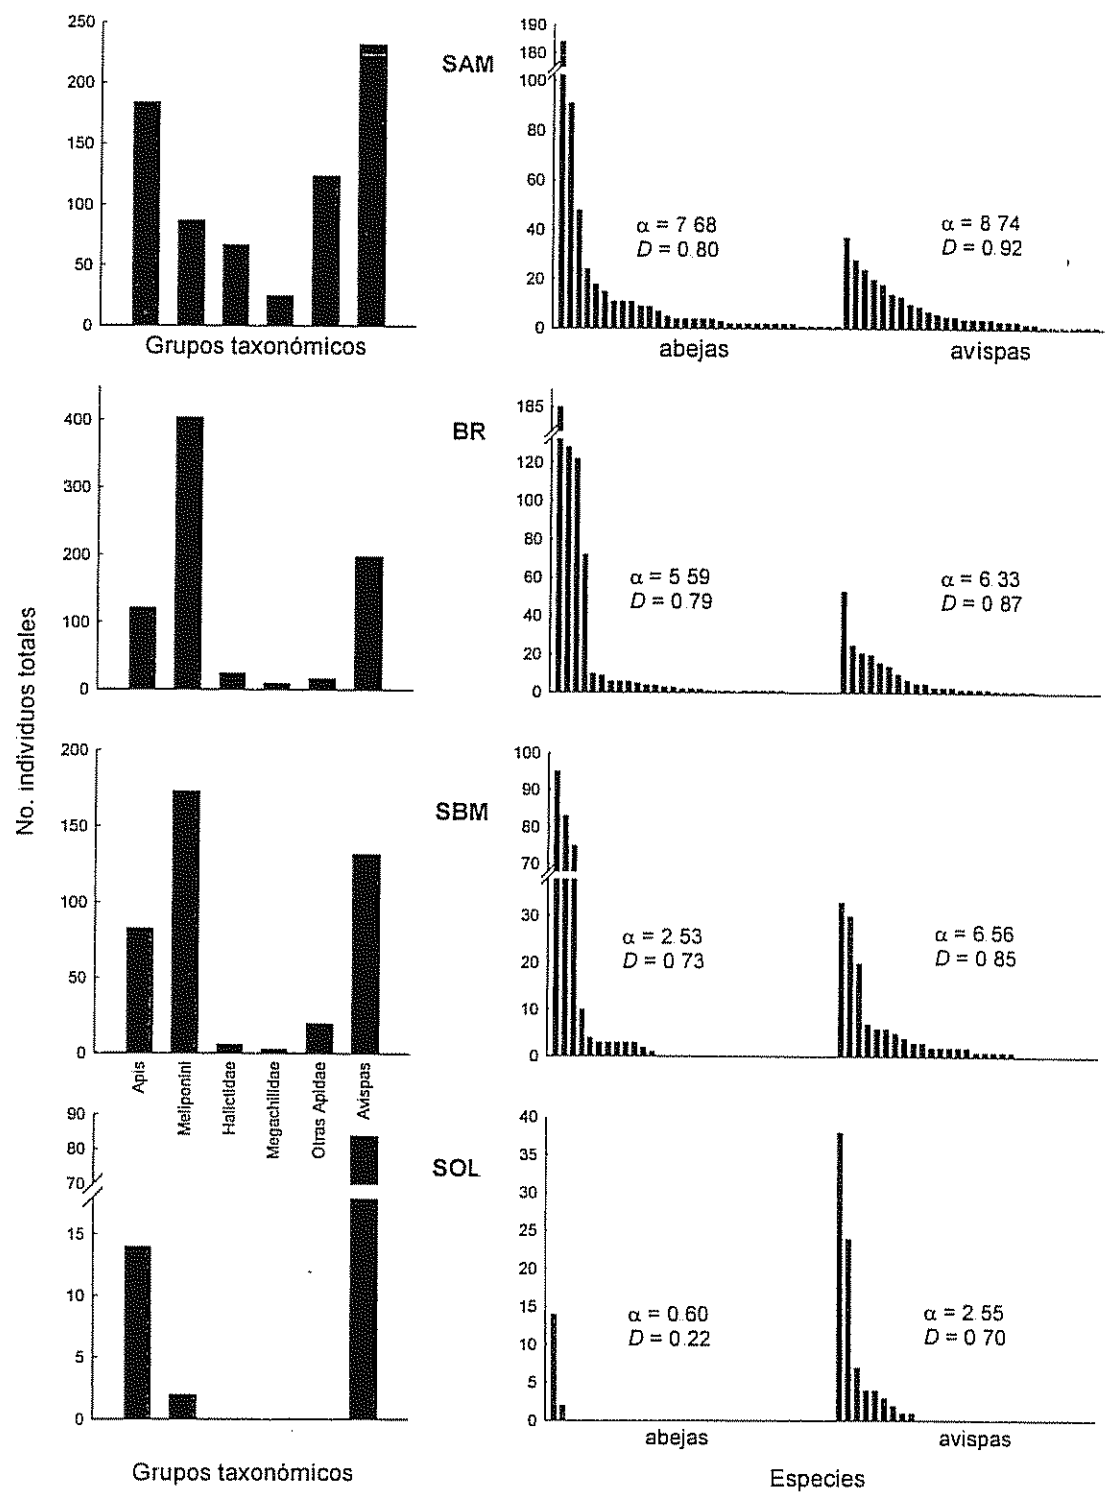 No. individuos totales
250
200
150
100
50
0
Grupos taxonómicos
SAM
190
180
100
80
60
40
20
0
α = 7 68
D = 0.80
α = 8 74
D = 0.92
abejas
avispas
400
300
200
100
0
BR
185
120
100
80
60
40
20
0
α = 5 59
D = 0.79
α = 6.33
D = 0 87
200
150
100
50
0
Apis
Meliponini
Halictidae
Megachilidae
Otras Apidae
Avispas
SBM
100
90
80
70
30
20
10
0
α = 2.53
D = 0 73
α = 6.56
D = 0 85
90
80
70
15
10
5
0
Grupos taxonómicos
SOL
40
35
30
25
20
15
10
5
0
α = 0.60
D = 0.22
α = 2 55
D = 0 70
abejas
avispas
Especies